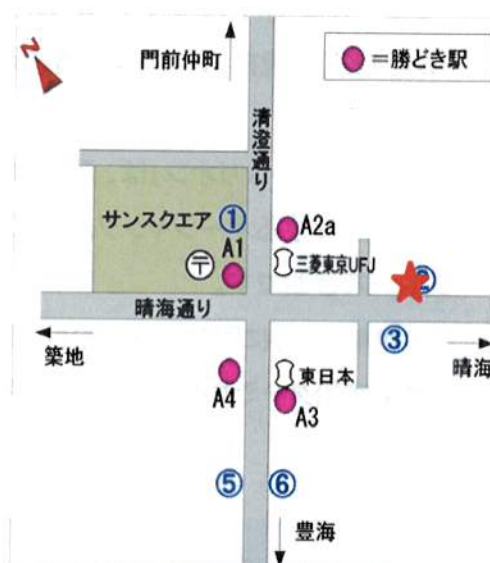 Z
門前仲町
=勝どき駅
清澄通り
サンスクエア
①
A2a
A1
〒
三菱東京UFJ
②
晴海通り
③
築地
晴海
東日本
A4
A3
⑤
⑥
豊海